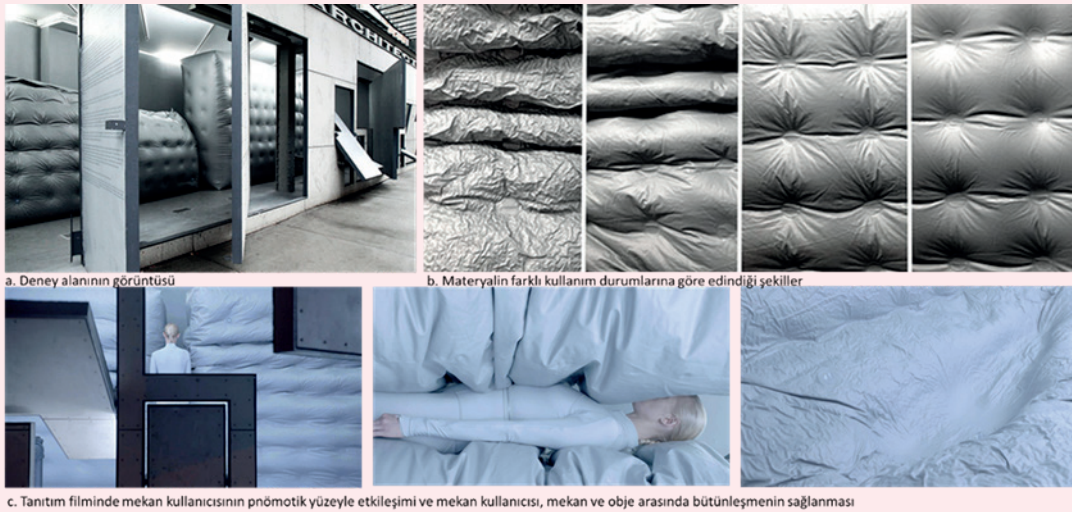 ARCHITECTU
a. Deney alanının görüntüsü
b. Materyalin farklı kullanım durumlarına göre edindiği şekiller
c. Tanıtım filminde mekan kullanıcısının pnömotik yüzeyle etkileşimi ve mekan kullanıcısı, mekan ve obje arasında bütünleşmenin sağlanması